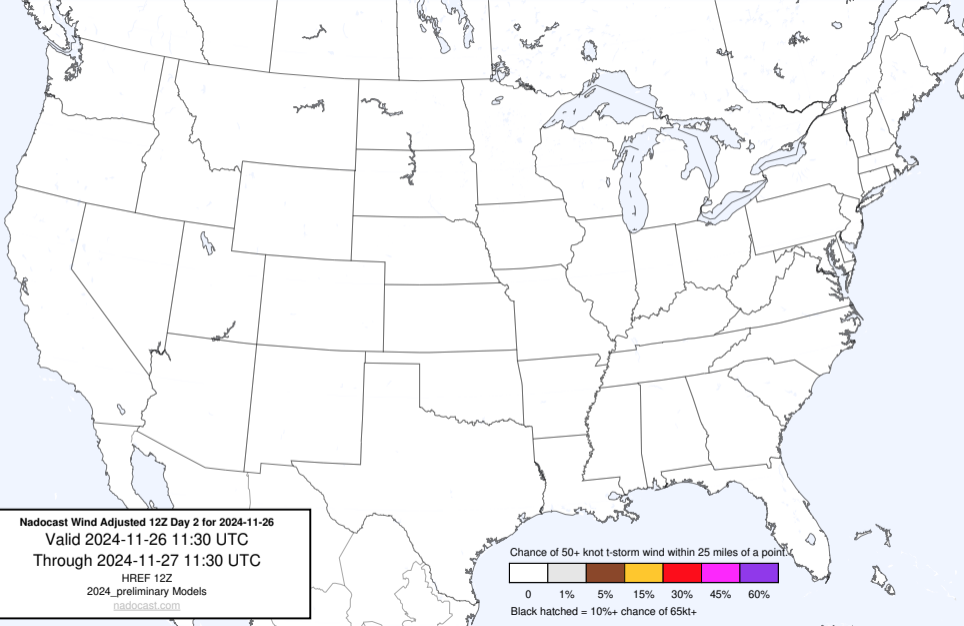 Nadocast Wind Adjusted 12Z Day 2 for 2024-11-26
Valid 2024-11-26 11:30 UTC
Through 2024-11-27 11:30 UTC
HREF 12Z
2024_preliminary Models
nadocast.com
Chance of 50+ knot t-storm wind within 25 miles of a point.
0 1% 5% 15% 30% 45% 60%
Black hatched = 10%+ chance of 65kt+